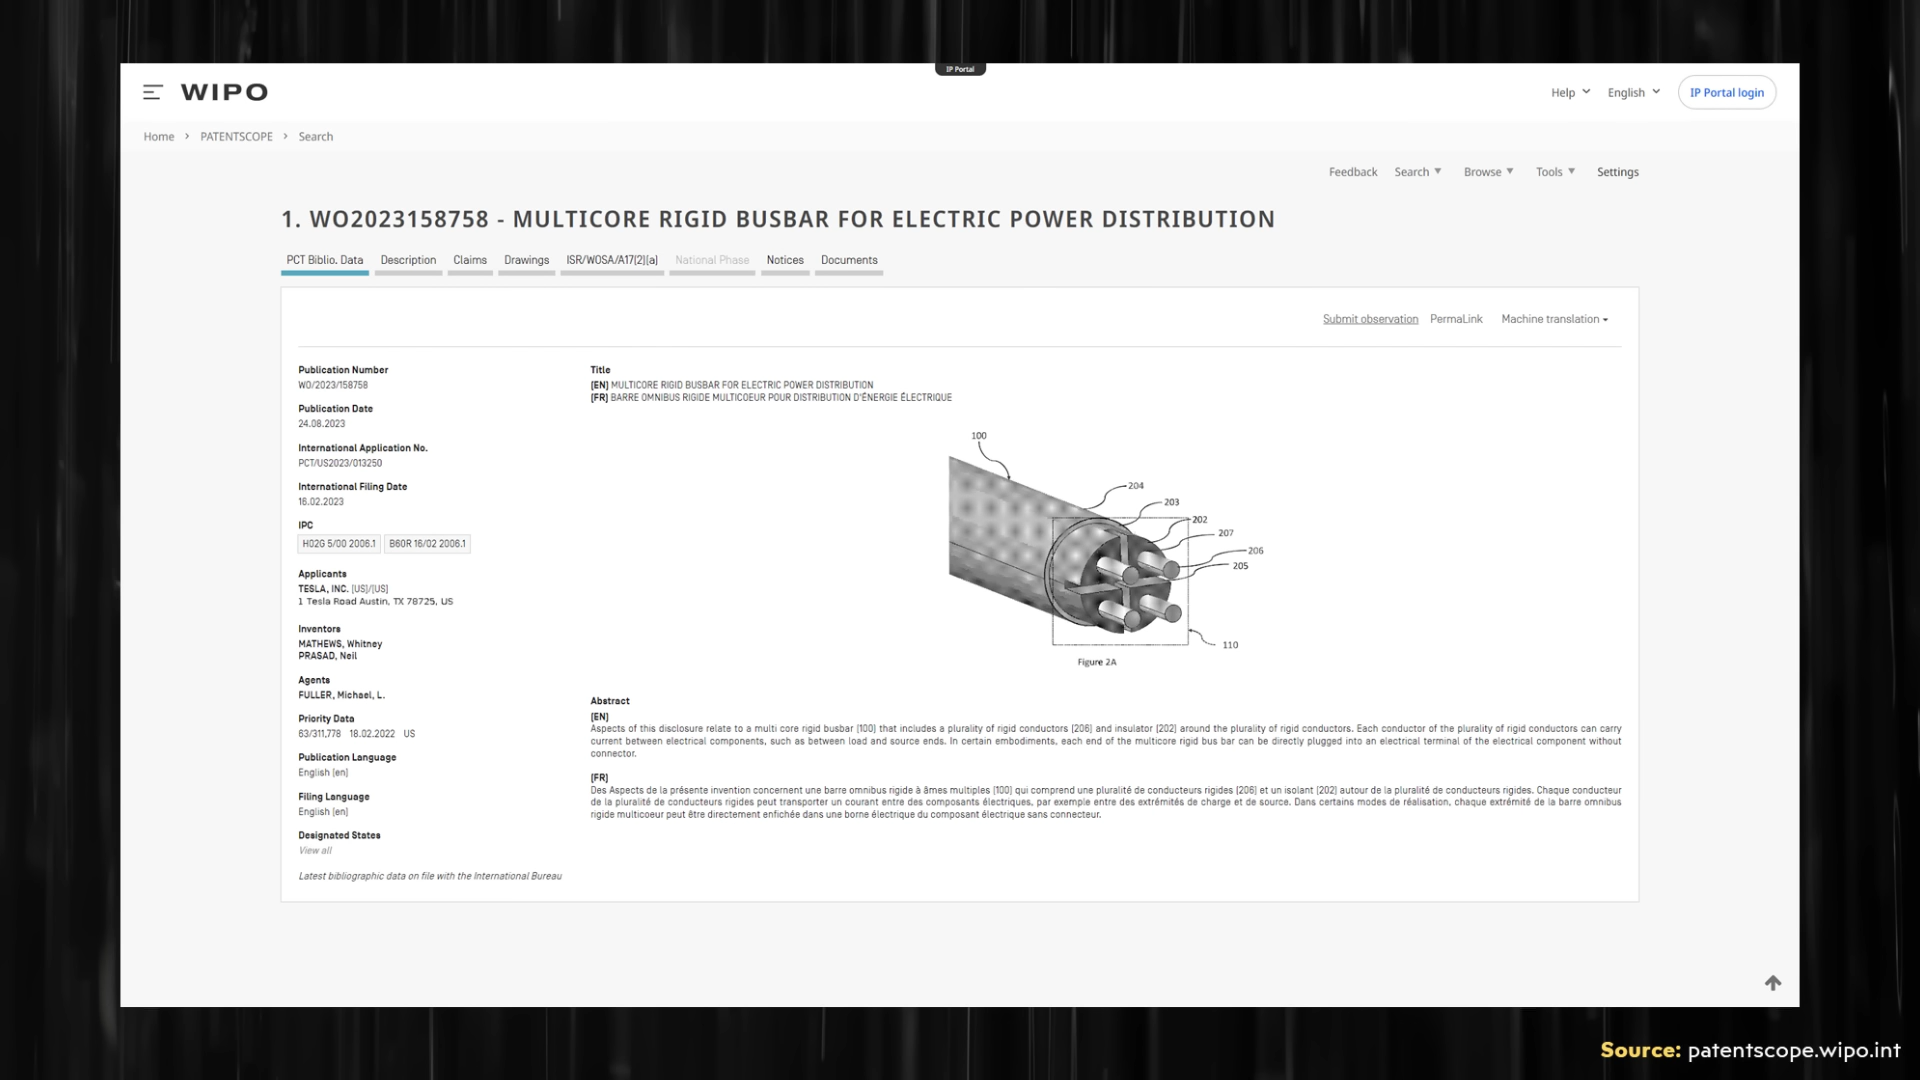 IP Portal
WIPO
Help
English
IP Portal login
Home > PATENTSCOPE > Search
Feedback Search Browse Tools Settings
1. WO2023158758 - MULTICORE RIGID BUSBAR FOR ELECTRIC POWER DISTRIBUTION
PCT Biblio. Data Description Claims Drawings ISR/WOSA/A17(2)(a) National Phase Notices Documents
Submit observation PermaLink Machine translation
Publication Number
WO/2023/158758
Publication Date
24.08.2023
International Application No.
PCT/US2023/013250
International Filing Date
16.02.2023
IPC
H02G 5/00 2006.1 B60R 16/02 2006.1
Applicants
TESLA, INC. [US]/[US]
1 Tesla Road Austin, TX 78725, US
Inventors
MATHEWS, Whitney
PRASAD, Neil
Agents
FULLER, Michael, L.
Priority Data
63/311,778 18.02.2022 US
Publication Language
English [en]
Filing Language
English [en]
Designated States
View all
Latest bibliographic data on file with the International Bureau
Title
[EN] MULTICORE RIGID BUSBAR FOR ELECTRIC POWER DISTRIBUTION
[FR] BARRE OMNIBUS RIGIDE MULTICOEUR POUR DISTRIBUTION D'ÉNERGIE ÉLECTRIQUE
100
204
203
202
207
206
205
110
Figure 2A
Abstract
[EN]
Aspects of this disclosure relate to a multi core rigid busbar [100] that includes a plurality of rigid conductors [206] and insulator [202] around the plurality of rigid conductors. Each conductor of the plurality of rigid conductors can carry
current between electrical components, such as between load and source ends. In certain embodiments, each end of the multicore rigid bus bar can be directly plugged into an electrical terminal of the electrical component without
connector.
[FR]
Des Aspects de la présente invention concernent une barre omnibus rigide à âmes multiples [100] qui comprend une pluralité de conducteurs rigides [206] et un isolant [202] autour de la pluralité de conducteurs rigides. Chaque conducteur
de la pluralité de conducteurs rigides peut transporter un courant entre des composants électriques, par exemple entre des extrémités de charge et de source. Dans certains modes de réalisation, chaque extrémité de la barre omnibus
rigide multicoeur peut être directement enfichée dans une borne électrique du composant électrique sans connecteur.
Source: patentscope.wipo.int